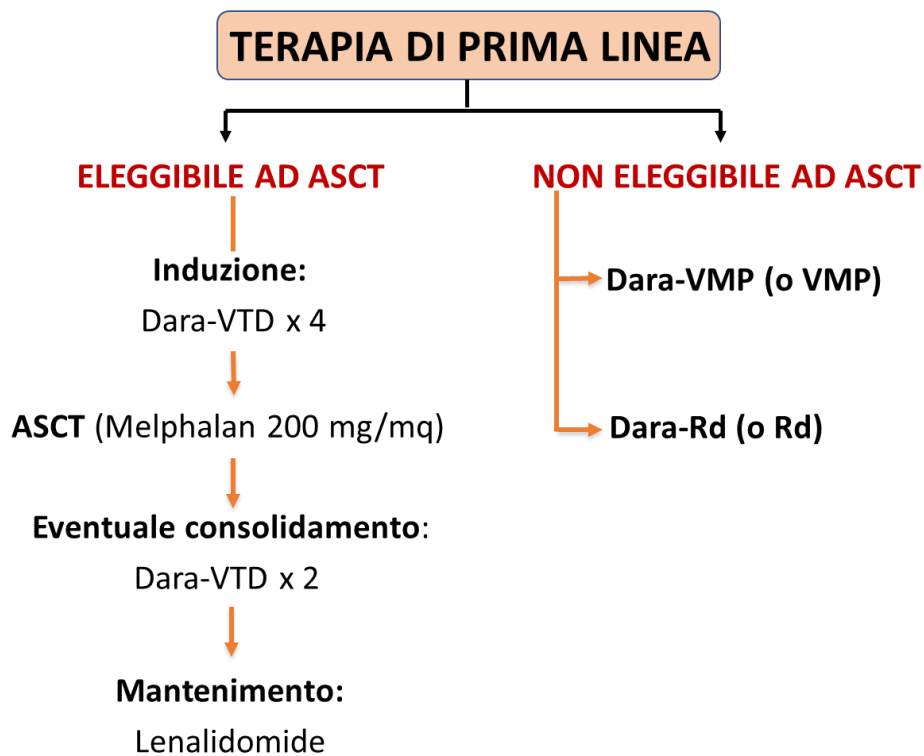 TERAPIA DI PRIMA LINEA
ELEGGIBILE AD ASCT
Induzione:
Dara-VTD x 4
ASCT (Melphalan 200 mg/mq)
Eventuale consolidamento:
Dara-VTD x 2
Mantenimento:
Lenalidomide
NON ELEGGIBILE AD ASCT
Dara-VMP (o VMP)
Dara-Rd (o Rd)